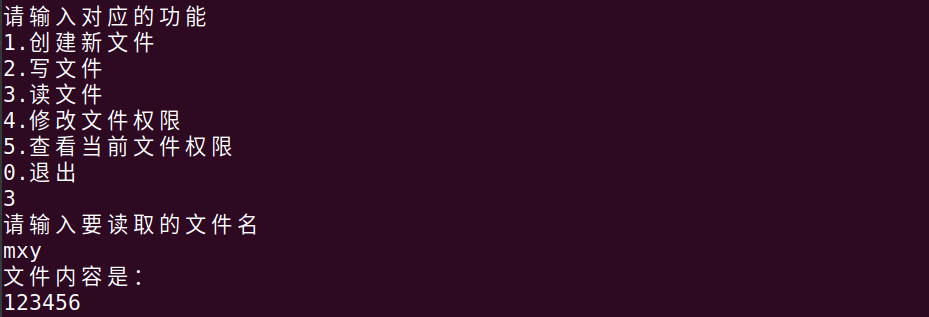 请输入对应的功能
1.创建新文件
2.写文件
3.读文件
4.修改文件权限
5.查看当前文件权限
0.退出
3
请输入要读取的文件名
mxy
文件内容是：
123456